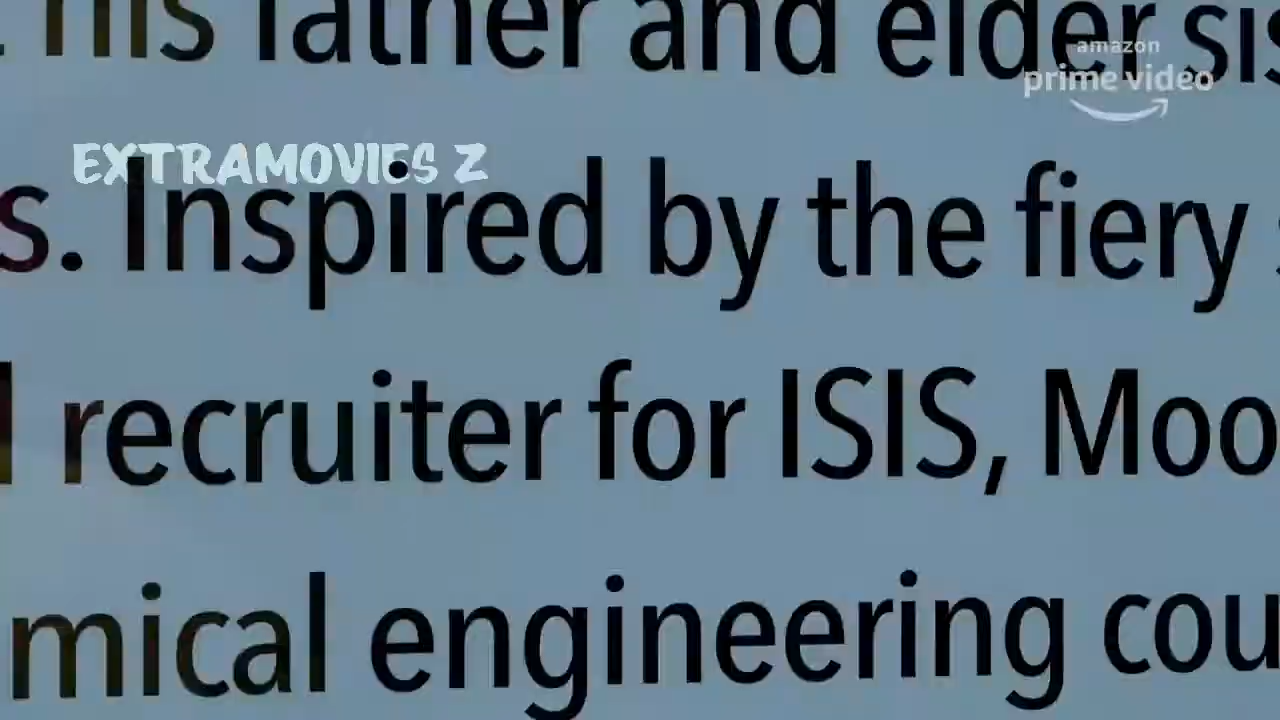 his father and elder sis
amazon
prime video
EXTRAMOVIES Z
s. Inspired by the fiery
recruiter for ISIS, Moo
mical engineering cou